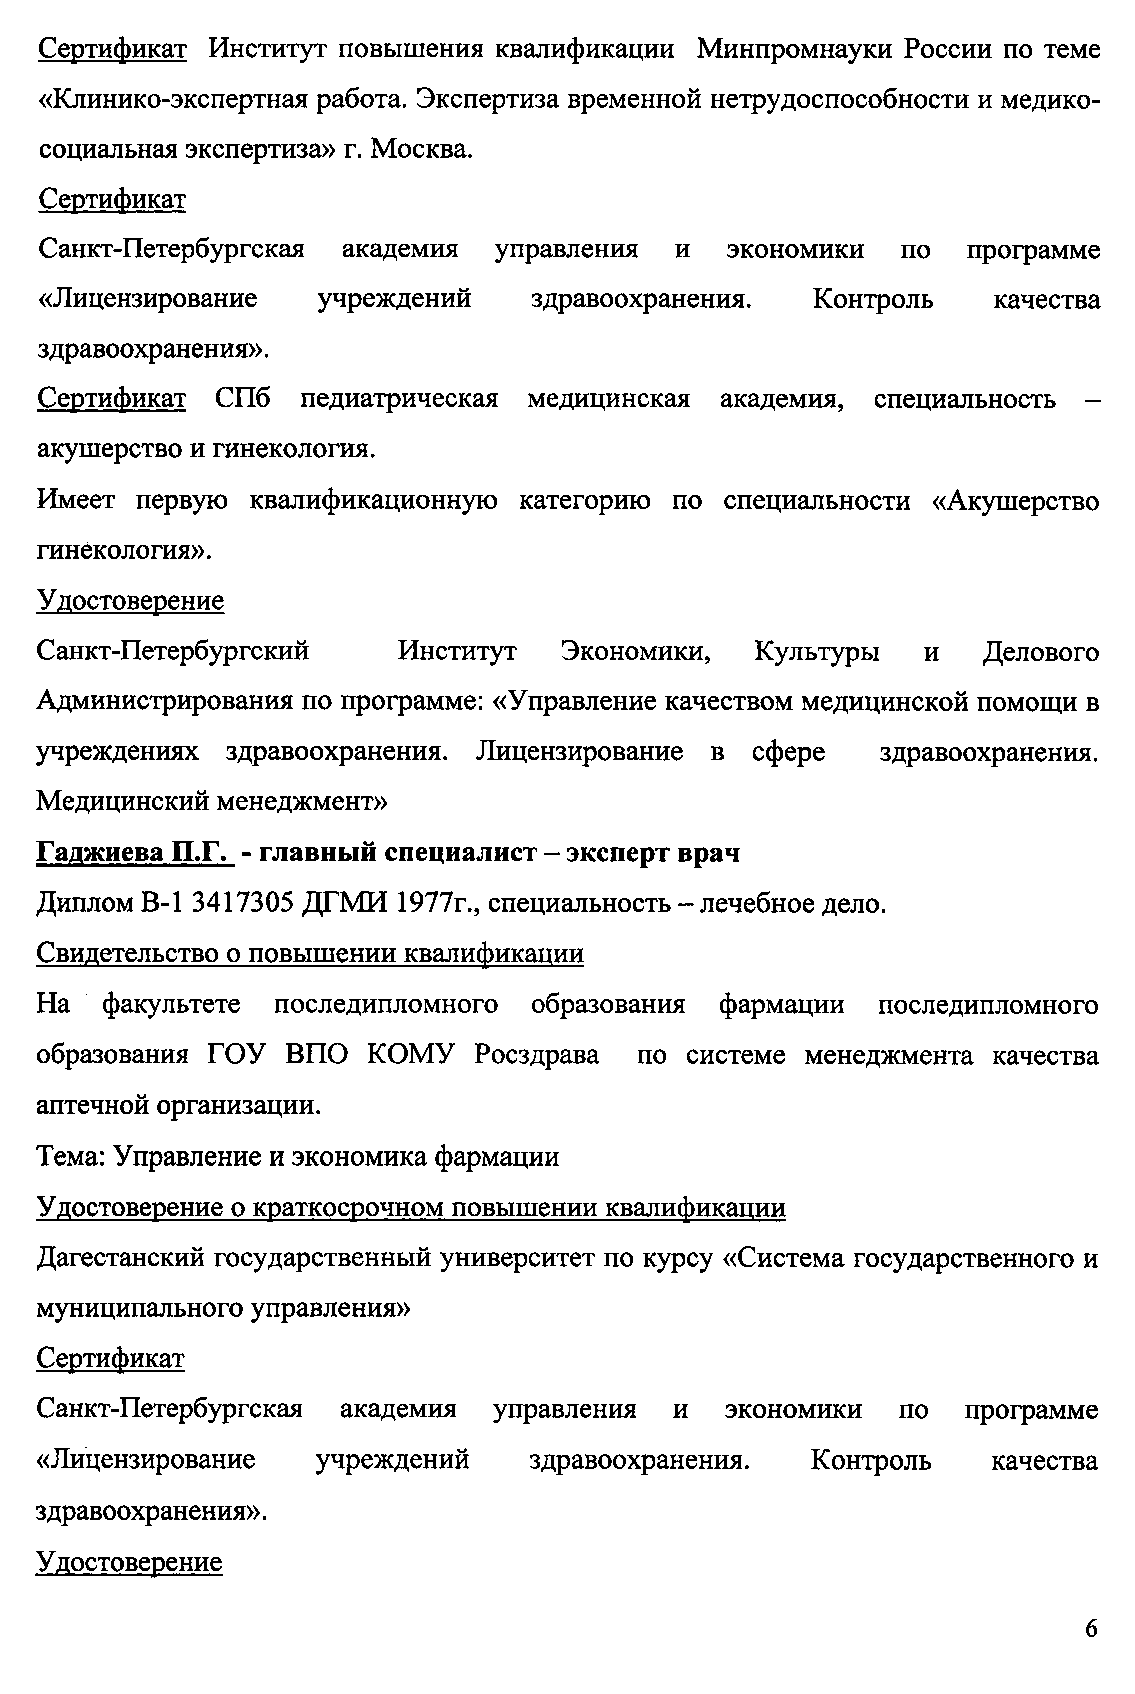 Сертификат Институт повышения квалификации Минпромнауки России по теме
«Клинико-экспертная работа. Экспертиза временной нетрудоспособности и медико-
социальная экспертиза» г. Москва.
Сертификат
Санкт-Петербургская академия управления и экономики по программе
«Лицензирование учреждений здравоохранения. Контроль качества
здравоохранения».
Сертификат СПб педиатрическая медицинская академия, специальность –
акушерство и гинекология.
Имеет первую квалификационную категорию по специальности «Акушерство
гинекология».
Удостоверение
Санкт-Петербургский Институт Экономики, Культуры и Делового
Администрирования по программе: «Управление качеством медицинской помощи в
учреждениях здравоохранения. Лицензирование в сфере здравоохранения.
Медицинский менеджмент»
Гаджиева П.Г. - главный специалист – эксперт врач
Диплом В-1 3417305 ДГМИ 1977г., специальность – лечебное дело.
Свидетельство о повышении квалификации
На факультете последипломного образования фармации последипломного
образования ГОУ ВПО КОМУ Росздрава по системе менеджмента качества
аптечной организации.
Тема: Управление и экономика фармации
Удостоверение о краткосрочном повышении квалификации
Дагестанский государственный университет по курсу «Система государственного и
муниципального управления»
Сертификат
Санкт-Петербургская академия управления и экономики по программе
«Лицензирование учреждений здравоохранения. Контроль качества
здравоохранения».
Удостоверение
6